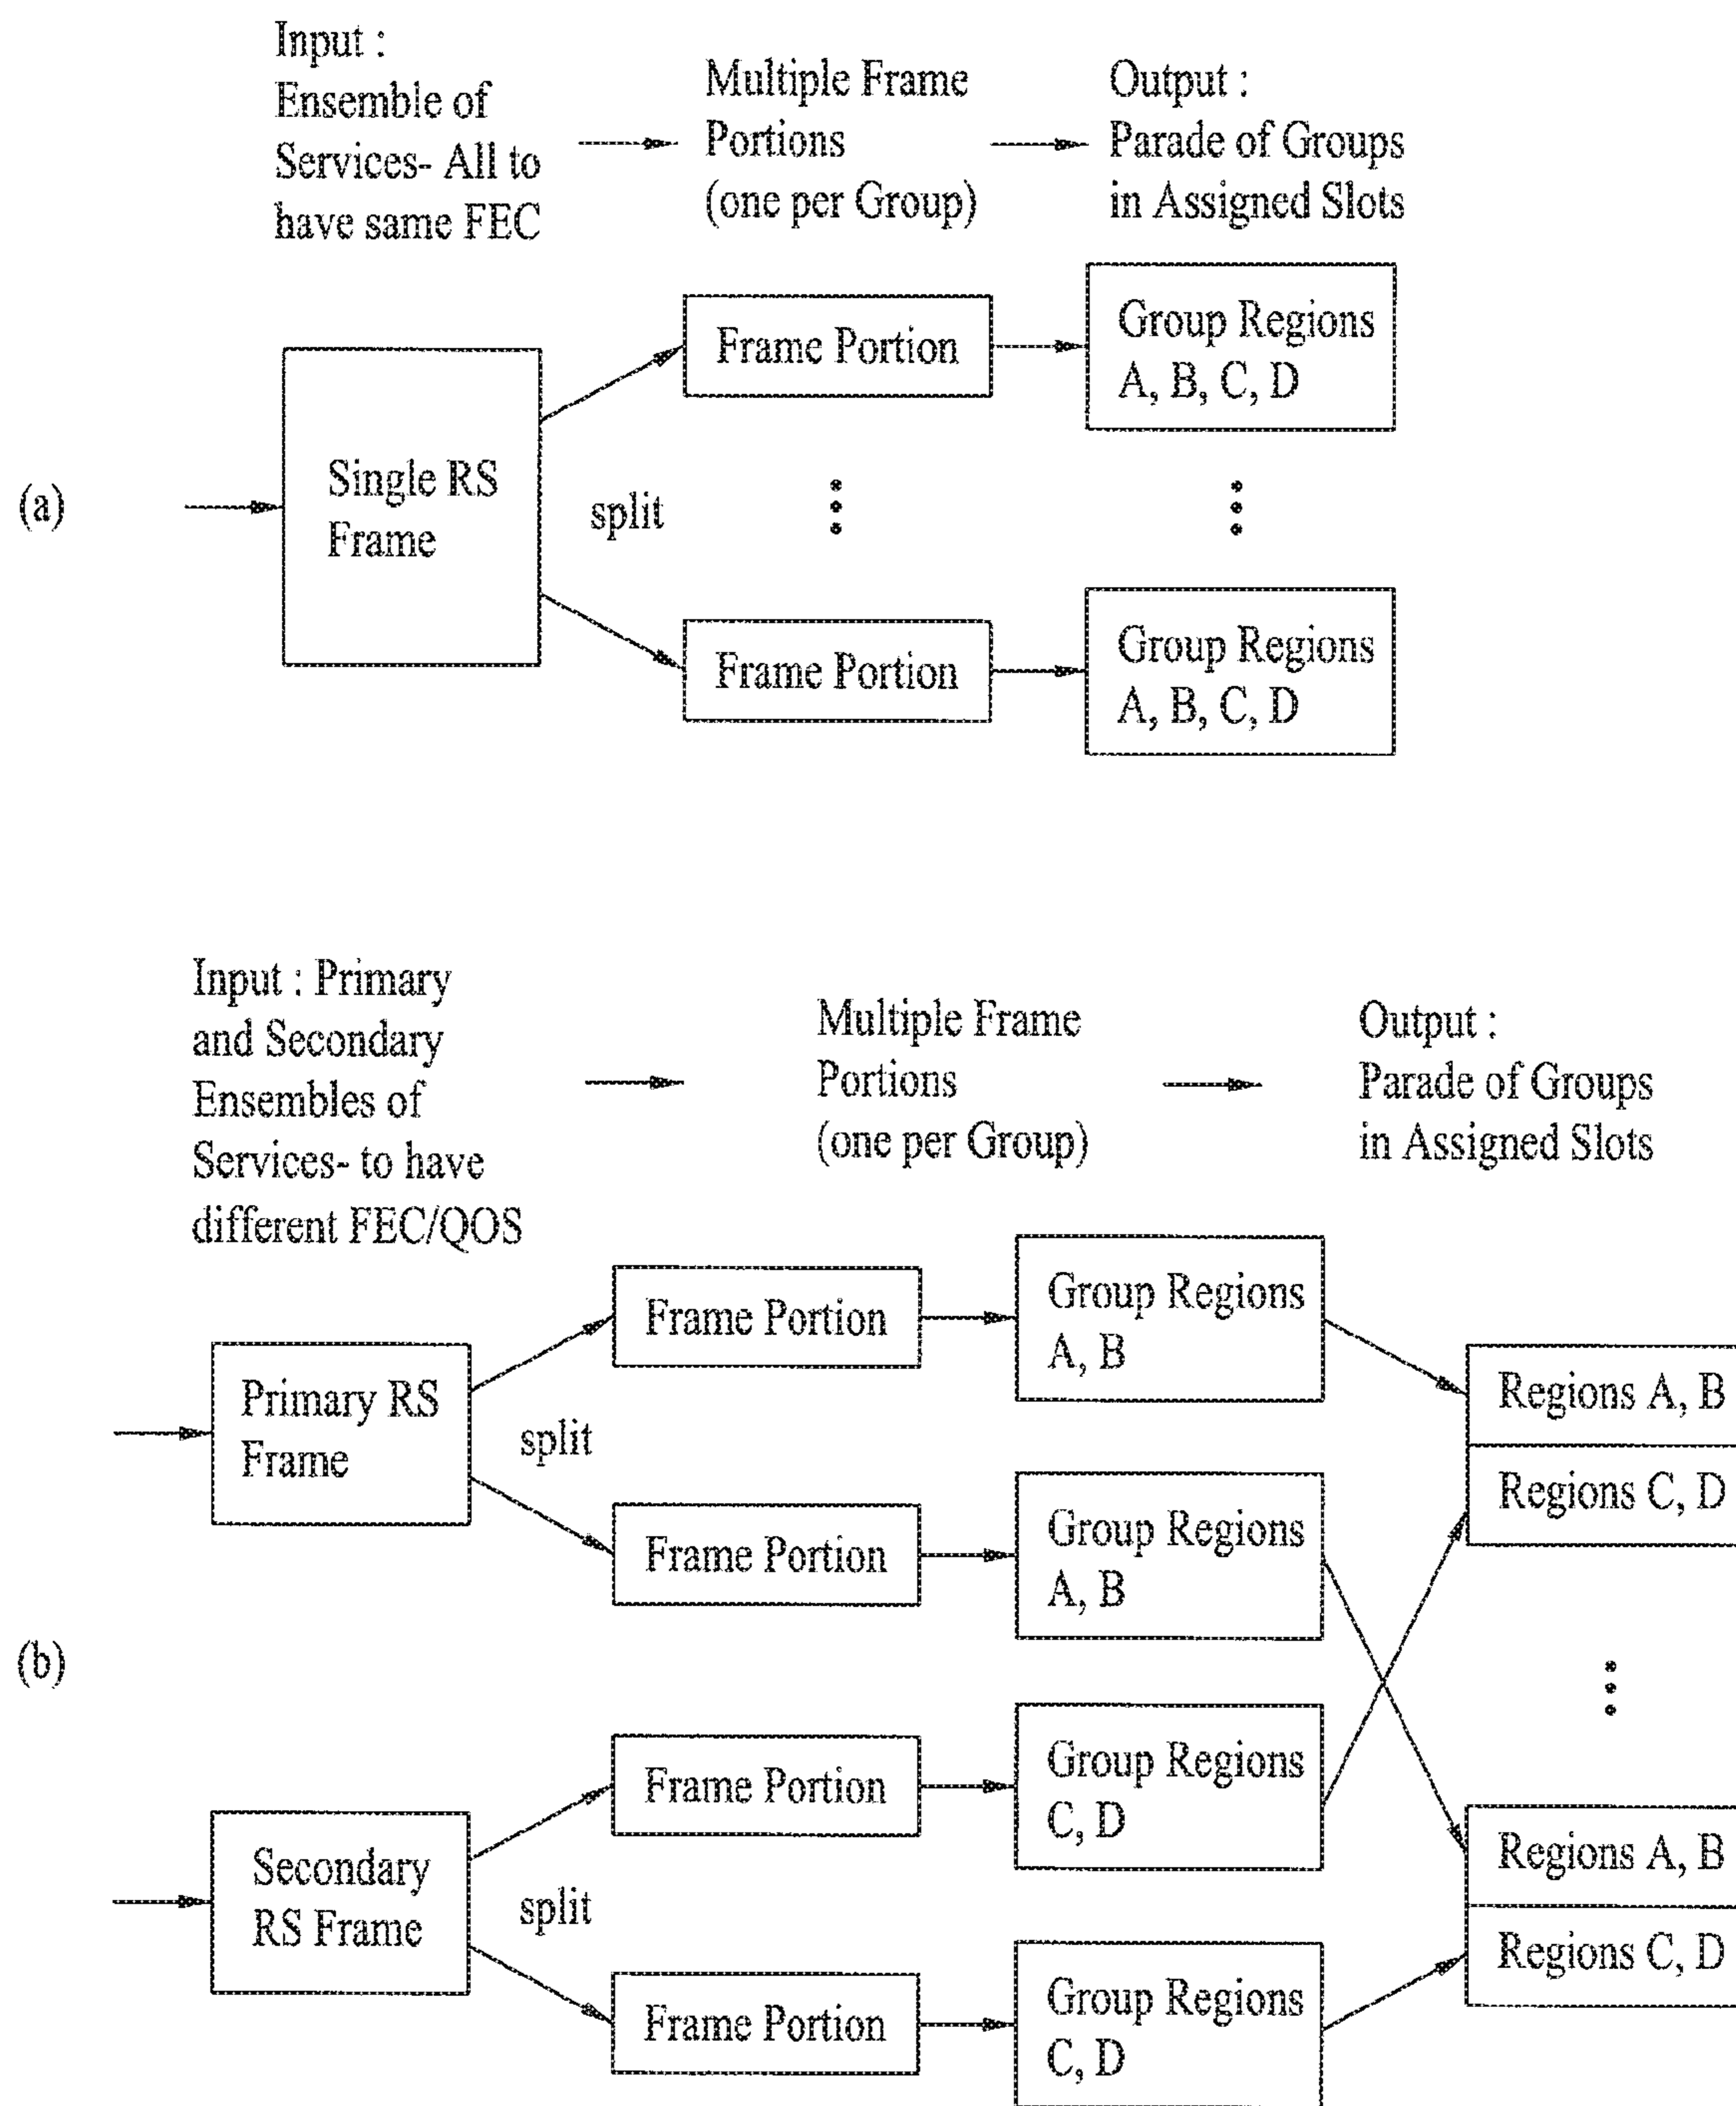 Input :
Ensemble of
Services- All to
have same FEC
Multiple Frame
Portions
(one per Group)
Output :
Parade of Groups
in Assigned Slots
(a)
Single RS
Frame
split
Frame Portion
Group Regions
A, B, C, D
Frame Portion
Group Regions
A, B, C, D
Input : Primary
and Secondary
Ensembles of
Services- to have
different FEC/QOS
Multiple Frame
Portions
(one per Group)
Output :
Parade of Groups
in Assigned Slots
(b)
Primary RS
Frame
split
Frame Portion
Group Regions
A, B
Frame Portion
Group Regions
A, B
Secondary
RS Frame
split
Frame Portion
Group Regions
C, D
Frame Portion
Group Regions
C, D
Regions A, B
Regions C, D
Regions A, B
Regions C, D